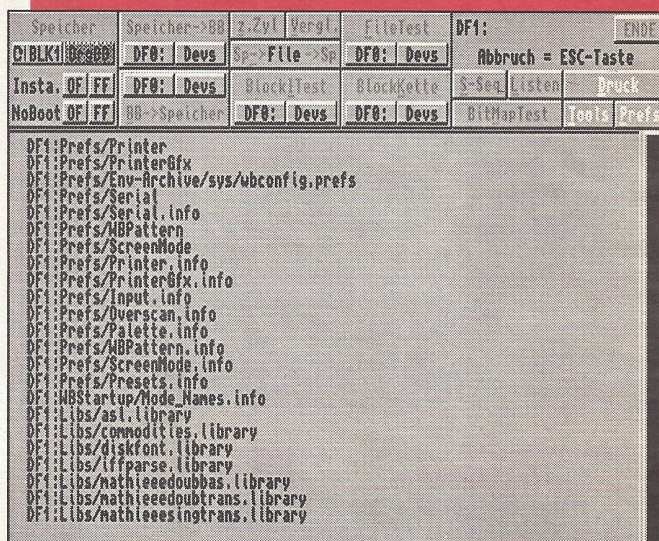 Speicher Speicher->BB z.Zyl Vergl. FileTest DF1: ENDE
DF0: Devs Sp->File->Sp DF0: Devs Abbruch = ESC-Taste
Insta. OF FF DF0: Devs BlockITest BlockKette S-Seq Listen Druck
NoBoot OF FF BB->Speicher DF0: Devs DF0: Devs BitMapTest Tools Prefs
DF1:Prefs/Printer
DF1:Prefs/PrinterGfx
DF1:Prefs/Env-Archive/sys/wbconfig.prefs
DF1:Prefs/Serial
DF1:Prefs/Serial.info
DF1:Prefs/WBPattern
DF1:Prefs/ScreenMode
DF1:Prefs/Printer.info
DF1:Prefs/PrinterGfx.info
DF1:Prefs/Input.info
DF1:Prefs/Overscan.info
DF1:Prefs/Palette.info
DF1:Prefs/WBPattern.info
DF1:Prefs/ScreenMode.info
DF1:Prefs/Presets.info
DF1:WBStartup/Mode_Names.info
DF1:Libs/asl.library
DF1:Libs/commodities.library
DF1:Libs/diskfont.library
DF1:Libs/iffparse.library
DF1:Libs/mathieeedoubbas.library
DF1:Libs/mathieeedoubtrans.library
DF1:Libs/mathieeesingtrans.library